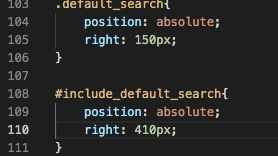 103 .default_search{
104 position: absolute;
105 right: 150px;
106 }
107
108 #include_default_search{
109 position: absolute;
110 right: 410px;
111 }